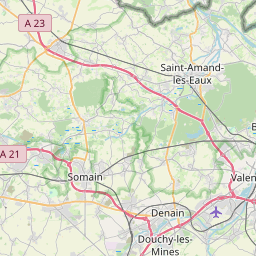 A 23
Saint-Amand-
les-Eaux
A 21
Somain
Valen
Denain
Douchy-les-
Mines